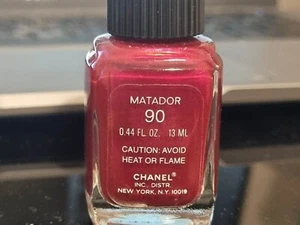 MATADOR
90
0.44 FL. OZ. 13 ML
CAUTION: AVOID
HEAT OR FLAME
CHANEL
INC., DISTR.
NEW YORK, N.Y. 10019